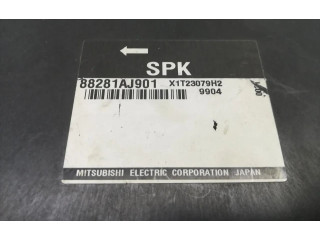 SPK
88281AJ901 X1T23079H2
9904
MITSUBISHI ELECTRIC CORPORATION JAPAN